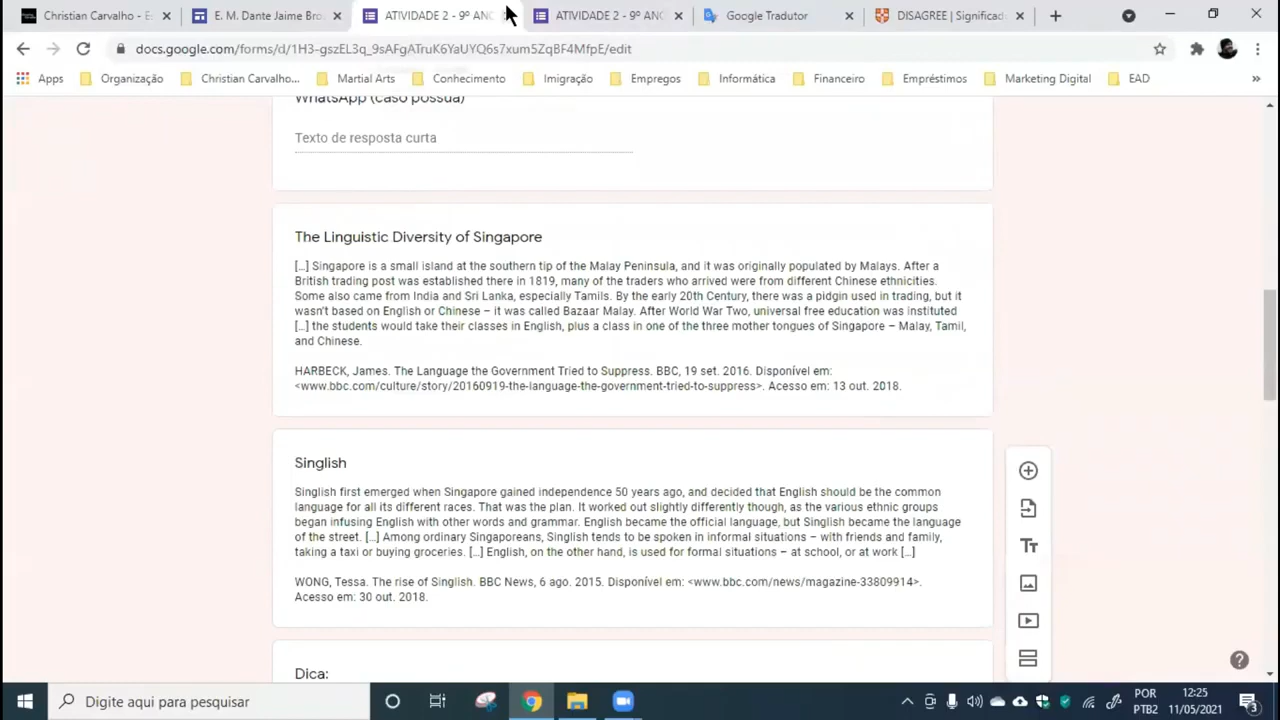 Christian Carvalho - E
E. M. Dante Jaime Bro
ATIVIDADE 2 - 9º ANO
ATIVIDADE 2 - 9º ANO
Google Tradutor
DISAGREE | Significad
docs.google.com/forms/d/1H3-gszEL3q_9sAFgATruK6YaUYQ6s7xum5ZqBF4MfpE/edit
Apps
Organização
Christian Carvalho...
Martial Arts
Conhecimento
Imigração
Empregos
Informática
Financeiro
Empréstimos
Marketing Digital
EAD
»
WhatsApp (caso possua)
Texto de resposta curta
The Linguistic Diversity of Singapore
[...] Singapore is a small island at the southern tip of the Malay Peninsula, and it was originally populated by Malays. After a
British trading post was established there in 1819, many of the traders who arrived were from different Chinese ethnicities.
Some also came from India and Sri Lanka, especially Tamils. By the early 20th Century, there was a pidgin used in trading, but it
wasn't based on English or Chinese – it was called Bazaar Malay. After World War Two, universal free education was instituted
[...] the students would take their classes in English, plus a class in one of the three mother tongues of Singapore – Malay, Tamil,
and Chinese.
HARBECK, James. The Language the Government Tried to Suppress. BBC, 19 set. 2016. Disponível em:
<www.bbc.com/culture/story/20160919-the-language-the-government-tried-to-suppress>. Acesso em: 13 out. 2018.
Singlish
Singlish first emerged when Singapore gained independence 50 years ago, and decided that English should be the common
language for all its different races. That was the plan. It worked out slightly differently though, as the various ethnic groups
began infusing English with other words and grammar. English became the official language, but Singlish became the language
of the street. [...] Among ordinary Singaporeans, Singlish tends to be spoken in informal situations – with friends and family,
taking a taxi or buying groceries. [...] English, on the other hand, is used for formal situations – at school, or at work [...]
WONG, Tessa. The rise of Singlish. BBC News, 6 ago. 2015. Disponível em: <www.bbc.com/news/magazine-33809914>.
Acesso em: 30 out. 2018.
Dica:
Tт
Digite aqui para pesquisar
POR
PTB2
12:25
11/05/2021
3